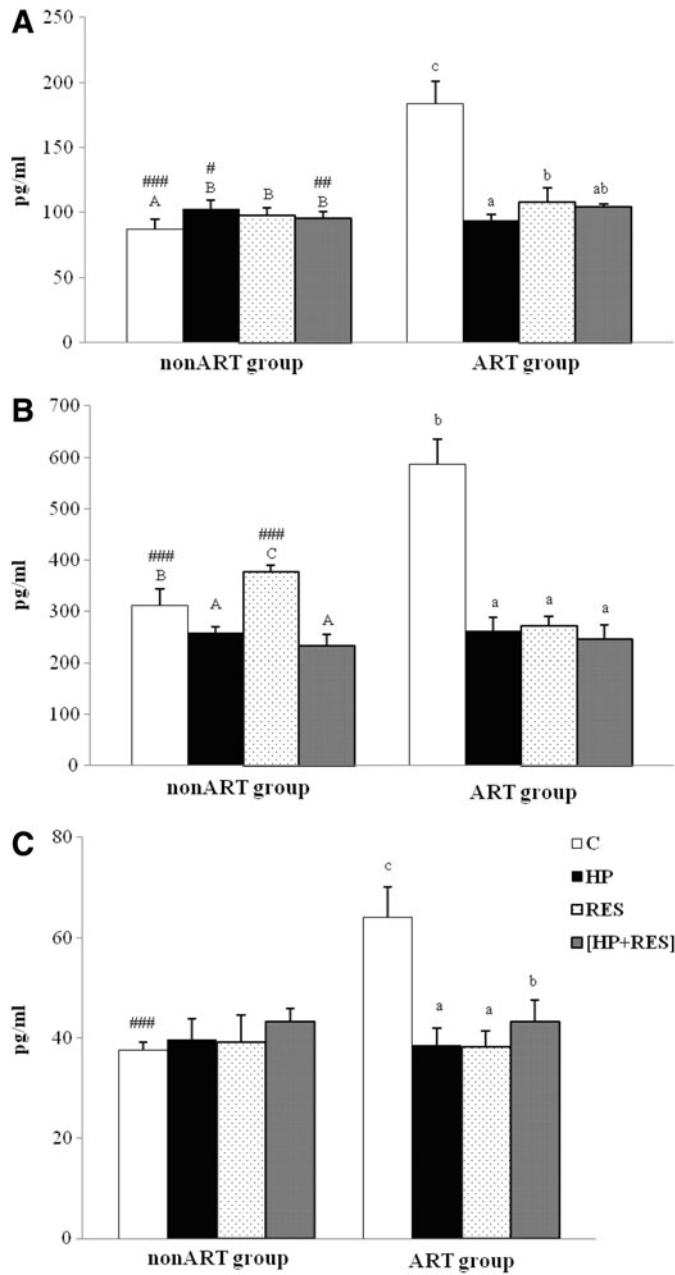 A
250
200
150
100
50
0
pg/ml
###
A
#
B
B
##
B
c
a
b
ab
nonART group ART group
B
700
600
500
400
300
200
100
0
pg/ml
###
B
A
###
C
A
b
a
a
a
nonART group ART group
C
80
60
40
20
0
pg/ml
###
c
a
a
b
C
HP
RES
[HP+RES]
nonART group ART group